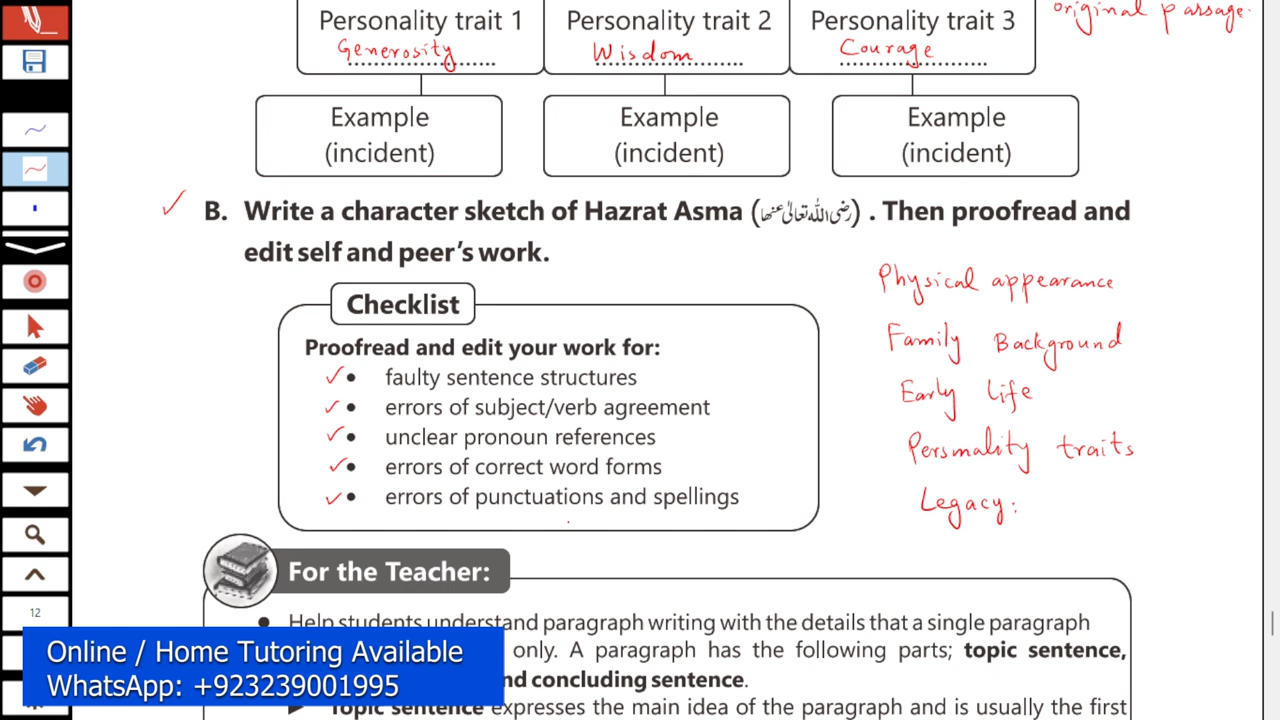 Personality trait 1 Personality trait 2 Personality trait 3
original passage.
Generosity Wisdom Courage
Example Example Example
(incident) (incident) (incident)
B. Write a character sketch of Hazrat Asma (رضی اللہ تعالیٰ عنها) . Then proofread and
edit self and peer's work.
Physical appearance
Checklist
Family Background
Proofread and edit your work for:
• faulty sentence structures
Early life
• errors of subject/verb agreement
• unclear pronoun references
Personality traits
• errors of correct word forms
• errors of punctuations and spellings
Legacy:
For the Teacher:
• Help students understand paragraph writing with the details that a single paragraph
only. A paragraph has the following parts; topic sentence,
nd concluding sentence.
Topic sentence expresses the main idea of the paragraph and is usually the first
12
Online / Home Tutoring Available
WhatsApp: +923239001995